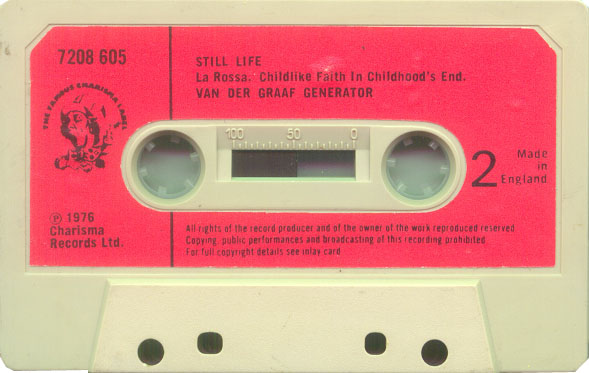 7208 605
STILL LIFE
La Rossa. Childlike Faith In Childhood's End.
VAN DER GRAAF GENERATOR
THE FAMOUS CHARISMA LABEL
100 50 0
2
Made
in
England
℗ 1976
Charisma
Records Ltd.
All rights of the record producer and of the owner of the work reproduced reserved
Copying, public performances and broadcasting of this recording prohibited
For full copyright details see inlay card